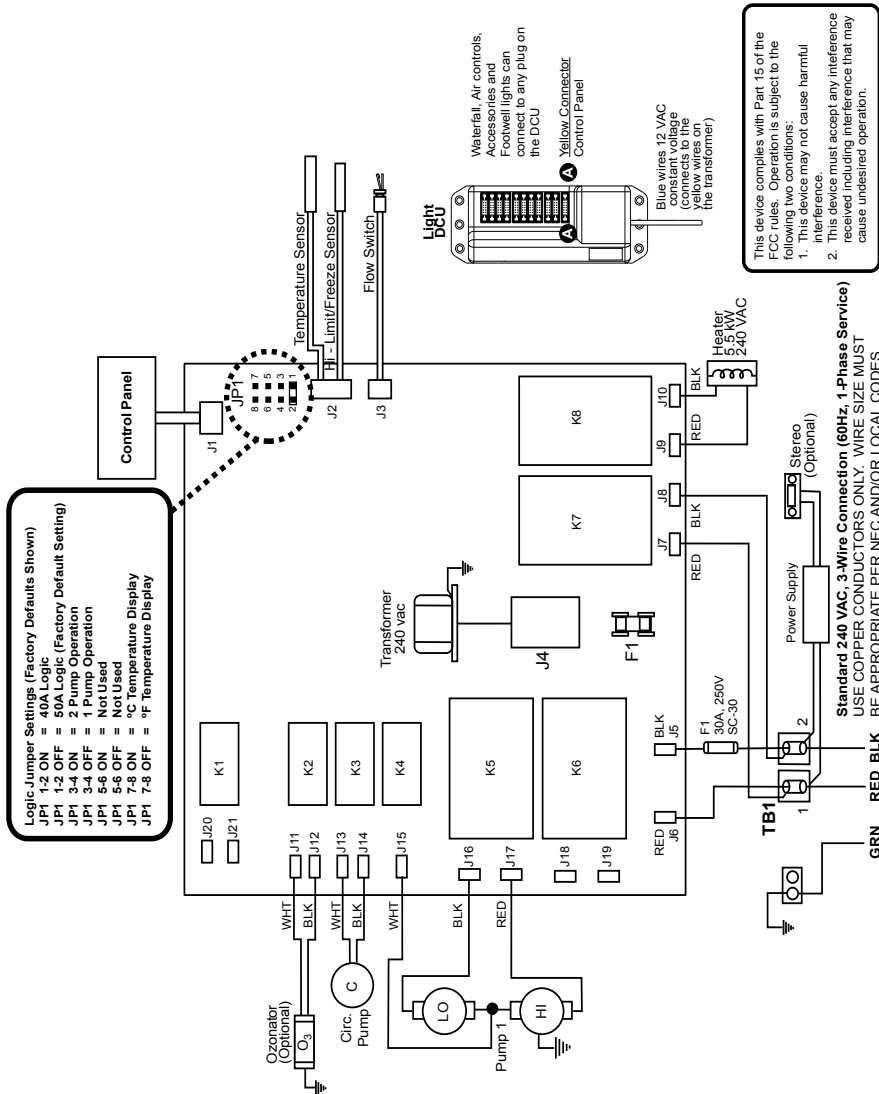 Logic Jumper Settings (Factory Defaults Shown)
JP1 1-2 ON = 40A Logic
JP1 1-2 OFF = 50A Logic (Factory Default Setting)
JP1 3-4 ON = 2 Pump Operation
JP1 3-4 OFF = 1 Pump Operation
JP1 5-6 ON = Not Used
JP1 5-6 OFF = Not Used
JP1 7-8 ON = ºC Temperature Display
JP1 7-8 OFF = ºF Temperature Display
Control Panel
J1
JP1
8 7
6 5
4 3
2 1
J2
J3
Temperature Sensor
Hi - Limit/Freeze Sensor
Flow Switch
Light
DCU
Waterfall, Air controls,
Accessories and
Footwell lights can
connect to any plug on
the DCU
A
A
Yellow Connector
Control Panel
Blue wires 12 VAC
constant voltage
(connects to the
yellow wires on
the transformer)
This device complies with Part 15 of the
FCC rules. Operation is subject to the
following two conditions:
1. This device may not cause harmful
interference.
2. This device must accept any inteference
received including interference that may
cause undesired operation.
J20
J21
K1
J11
J12
K2
J13
J14
K3
J15
K4
J16
J17
K5
J18
J19
K6
Transformer
240 vac
J4
F1
K7
K8
WHT
BLK
WHT
BLK
WHT
BLK
RED
Ozonator
(Optional)
O3
Circ.
Pump
C
LO
HI
Pump 1
RED
J6
BLK
J5
F1
30A, 250V
SC-30
J7
RED
J8
BLK
J9
RED
J10
BLK
Heater
5.5 kW
240 VAC
TB1
1
2
Power Supply
Stereo
(Optional)
GRN
RED
BLK
Standard 240 VAC, 3-Wire Connection (60Hz, 1-Phase Service)
USE COPPER CONDUCTORS ONLY. WIRE SIZE MUST
BE APPROPRIATE PER NEC AND/OR LOCAL CODES